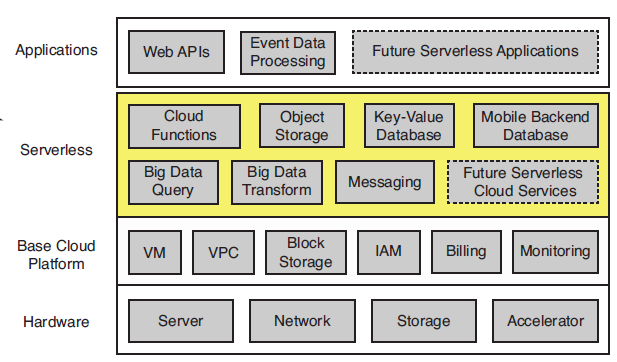 Applications
Web APIs
Event Data
Processing
Future Serverless Applications
Serverless
Cloud
Functions
Object
Storage
Key-Value
Database
Mobile Backend
Database
Big Data
Query
Big Data
Transform
Messaging
Future Serverless
Cloud Services
Base Cloud
Platform
VM
VPC
Block
Storage
IAM
Billing
Monitoring
Hardware
Server
Network
Storage
Accelerator